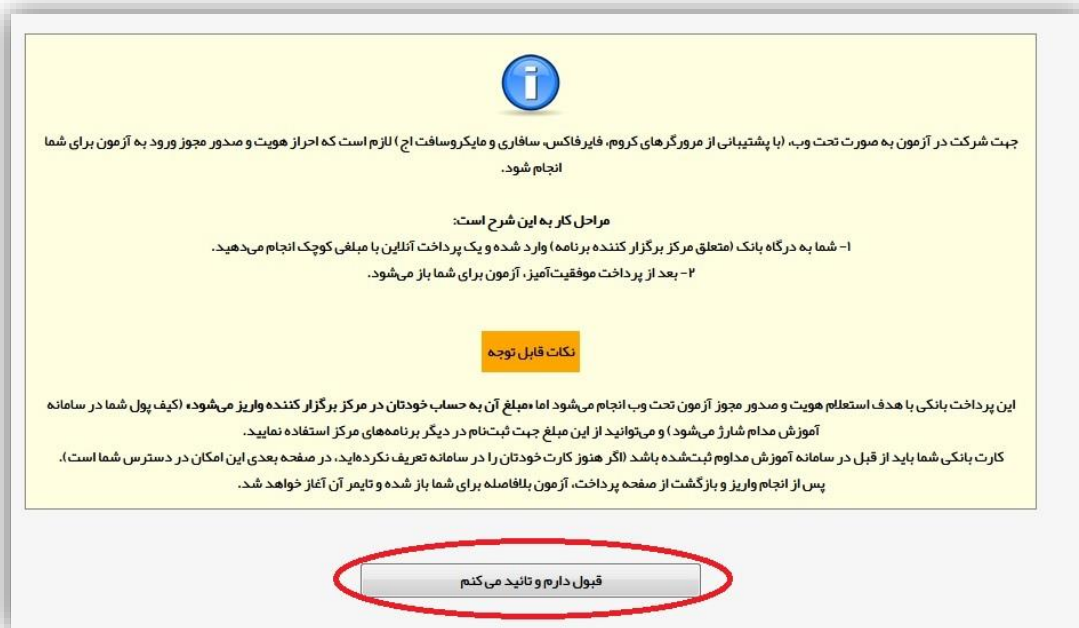 جهت شرکت در آزمون به صورت تحت وب، (با پشتیبانی از مرورگرهای کروم، فایرفاکس، سافاری و مایکروسافت اج) لازم است که احراز هویت و صدور مجوز ورود به آزمون برای شما
انجام شود.
مراحل کار به این شرح است:
۱- شما به درگاه بانک (متعلق مرکز برگزار کننده برنامه) وارد شده و یک پرداخت آنلاین با مبلغی کوچک انجام می‌دهید.
۲- بعد از پرداخت موفقیت‌آمیز، آزمون برای شما باز می‌شود.
نکات قابل توجه
این پرداخت بانکی با هدف استعلام هویت و صدور مجوز آزمون تحت وب انجام می‌شود اما «مبلغ آن به حساب خودتان در مرکز برگزار کننده واریز می‌شود» (کیف پول شما در سامانه
آموزش مدام شارژ می‌شود) و می‌توانید از این مبلغ جهت ثبت‌نام در دیگر برنامه‌های مرکز استفاده نمایید.
کارت بانکی شما باید از قبل در سامانه آموزش مداوم ثبت‌شده باشد (اگر هنوز کارت خودتان را در سامانه تعریف نکرده‌اید، در صفحه بعدی این امکان در دسترس شما است).
پس از انجام واریز و بازگشت از صفحه پرداخت، آزمون بلافاصله برای شما باز شده و تایمر آن آغاز خواهد شد.
قبول دارم و تائید می کنم